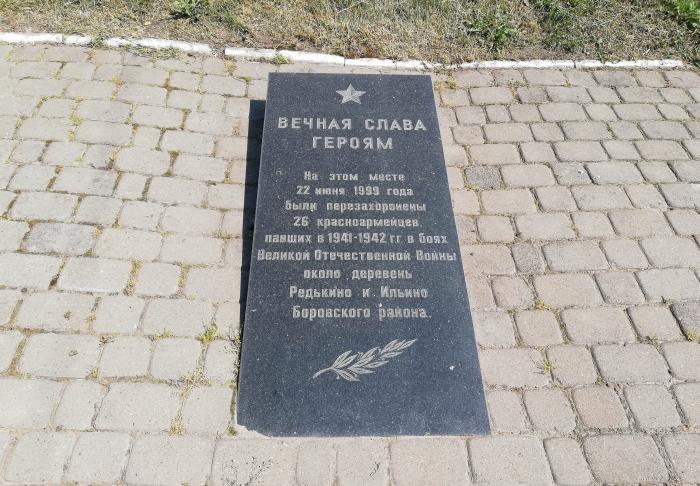 ВЕЧНАЯ СЛАВА
ГЕРОЯМ
На этом месте
22 июня 1999 года
были перезахоронены
26 красноармейцев
павших в 1941-1942 г.г. в боях
Великой Отечественной Войны
около деревень
Редькино и Ильино
Боровского района.